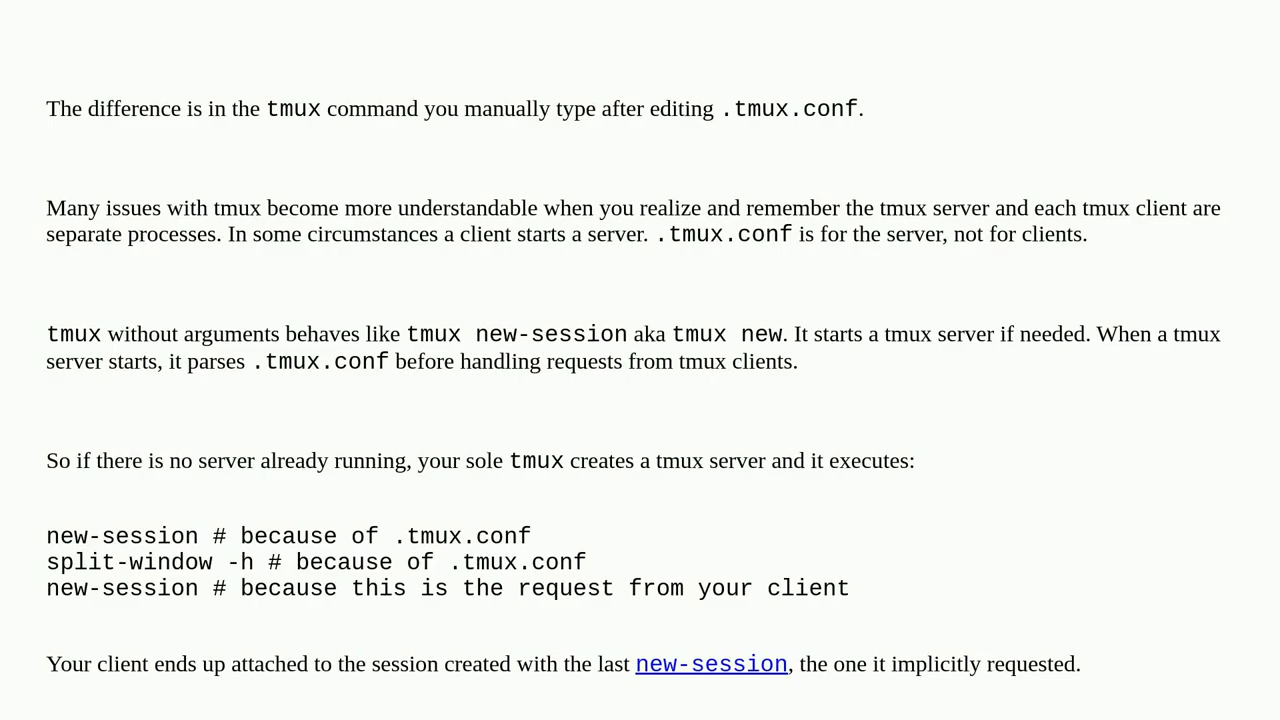 The difference is in the tmux command you manually type after editing .tmux.conf.
Many issues with tmux become more understandable when you realize and remember the tmux server and each tmux client are
separate processes. In some circumstances a client starts a server. .tmux.conf is for the server, not for clients.
tmux without arguments behaves like tmux new-session aka tmux new. It starts a tmux server if needed. When a tmux
server starts, it parses .tmux.conf before handling requests from tmux clients.
So if there is no server already running, your sole tmux creates a tmux server and it executes:
new-session # because of .tmux.conf
split-window -h # because of .tmux.conf
new-session # because this is the request from your client
Your client ends up attached to the session created with the last new-session, the one it implicitly requested.